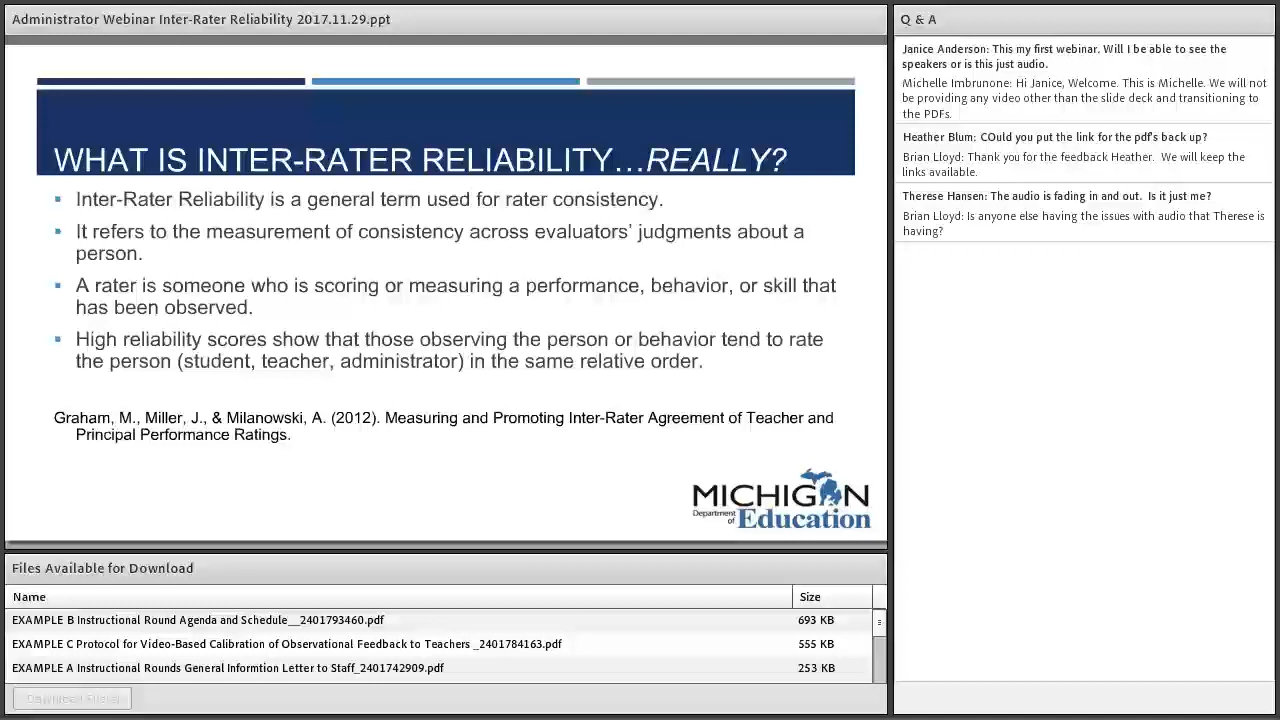 Administrator Webinar Inter-Rater Reliability 2017.11.29.ppt
WHAT IS INTER-RATER RELIABILITY…REALLY?
▪ Inter-Rater Reliability is a general term used for rater consistency.
▪ It refers to the measurement of consistency across evaluators’ judgments about a
person.
▪ A rater is someone who is scoring or measuring a performance, behavior, or skill that
has been observed.
▪ High reliability scores show that those observing the person or behavior tend to rate
the person (student, teacher, administrator) in the same relative order.
Graham, M., Miller, J., & Milanowski, A. (2012). Measuring and Promoting Inter-Rater Agreement of Teacher and
Principal Performance Ratings.
MICHIGAN
Department
of Education
Files Available for Download
Name Size
EXAMPLE B Instructional Round Agenda and Schedule__2401793460.pdf 693 KB
EXAMPLE C Protocol for Video-Based Calibration of Observational Feedback to Teachers _2401784163.pdf 555 KB
EXAMPLE A Instructional Rounds General Informtion Letter to Staff_2401742909.pdf 253 KB
Download File(s)
Q & A
Janice Anderson: This my first webinar. Will I be able to see the
speakers or is this just audio.
Michelle Imbrunone: Hi Janice, Welcome. This is Michelle. We will not
be providing any video other than the slide deck and transitioning to
the PDFs.
Heather Blum: COuld you put the link for the pdf's back up?
Brian Lloyd: Thank you for the feedback Heather. We will keep the
links available.
Therese Hansen: The audio is fading in and out. Is it just me?
Brian Lloyd: Is anyone else having the issues with audio that Therese is
having?